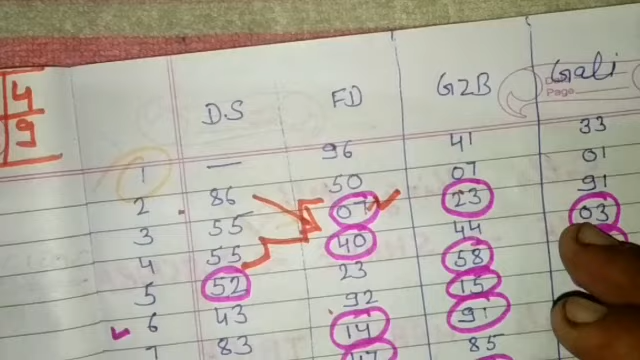 DS FD GZB Gali
Page
1 — 96 41 33
2 86 50 07 01
3 55 07 23 91
4 55 40 44 03
5 52 23 58
6 43 92 15
7 83 14 91
85